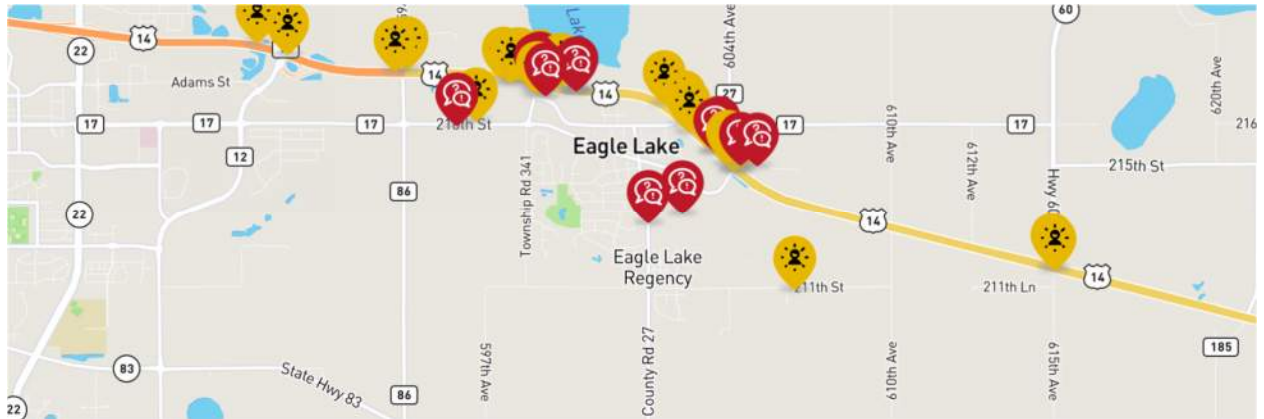 60
14
22
Lak
604th Ave
620th Ave
Adams St
14
14
27
17
17
17
17
17
216
216th St
12
Eagle Lake
610th Ave
612th Ave
215th St
Township Rd 341
86
Hwy 60
22
14
Eagle Lake
Regency
14
211th St
211th Ln
County Rd 27
597th Ave
610th Ave
615th Ave
185
83
State Hwy 83
86
22